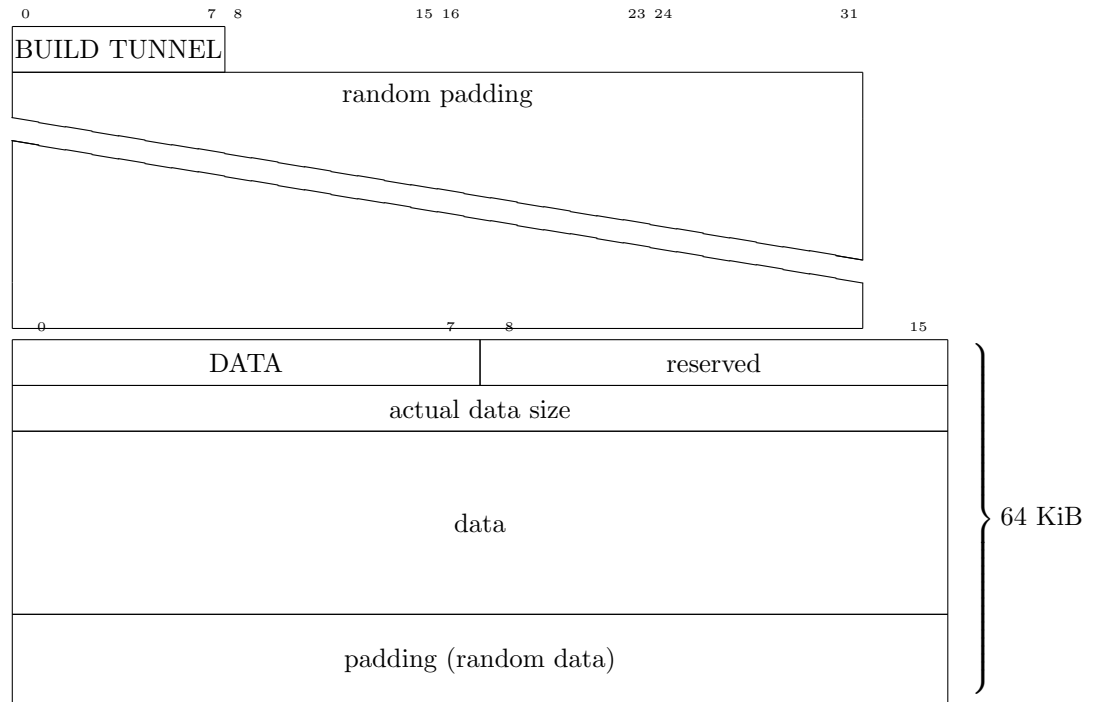 0 7 8 15 16 23 24 31
BUILD TUNNEL
random padding
0 7 8 15
DATA reserved
actual data size
data
64 KiB
padding (random data)